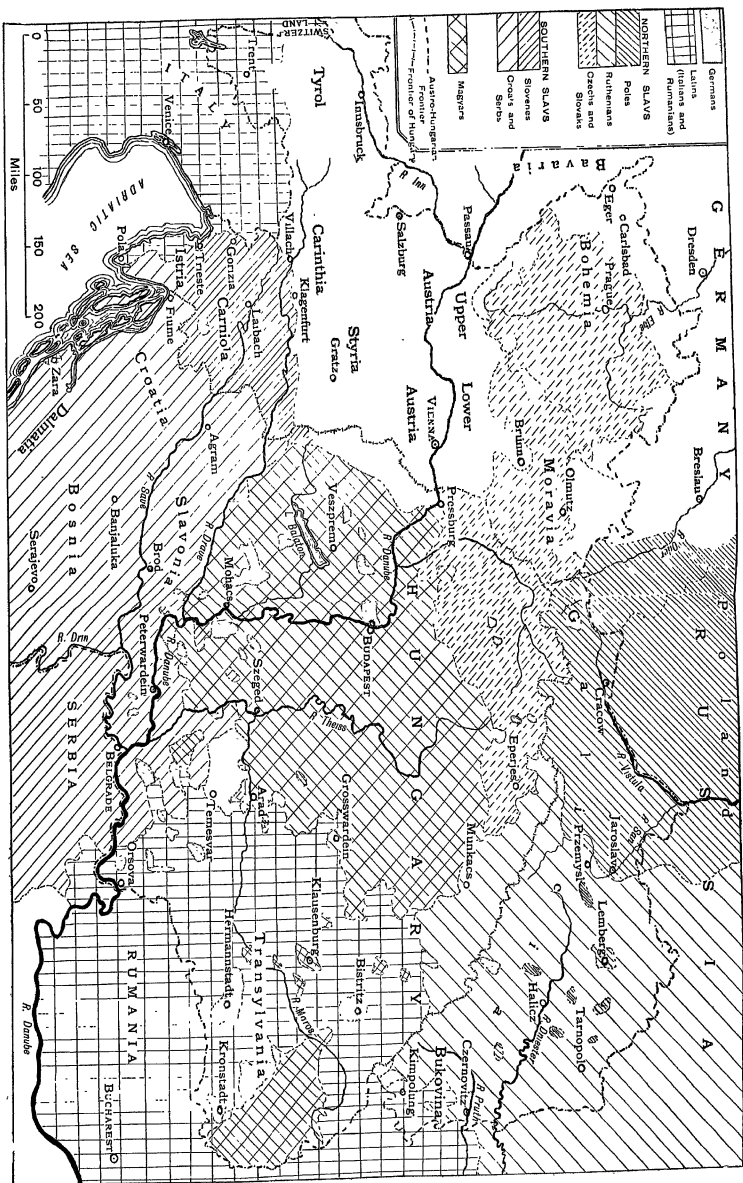 Germans
Latins
(Italians and
Rumanians)
NORTHERN SLAVS
Poles
Ruthenians
Czechs and
Slovaks
SOUTHERN SLAVS
Slovenes
Croats and
Serbs
Magyars
Austro-Hungarian
Frontier
Frontier of Hungary
0 50 100 150 200
Miles
GERMANY
Dresden
Breslau
Poland
RUSSIA
Bavaria
Eger
Carlsbad
Prague
Bohemia
R. Elbe
R. Oder
Olmutz
Moravia
Brünn
Galicia
Cracow
R. Vistula
R. San
Jaroslave
Przemysl
Lemberg
Tarnopol
Halicz
R. Dniester
R. Pruth
Czernovitz
Bukovina
Kimpolung
Passau
Upper
Austria
Lower
Austria
VIENNA
Pressburg
R. Danube
HUNGARY
Eperjes
Munkacs
SWITZERLAND
Tyrol
Innsbruck
R. Inn
Salzburg
Styria
Gratz
Carinthia
Villach
Klagenfurt
Veszprem
L. Balaton
BUDAPEST
R. Theiss
Grosswardein
Klausenburg
Bistritz
Trent
ITALY
Venice
ADRIATIC SEA
Gorizia
Trieste
Istria
Pola
Laibach
Carniola
Fiume
Croatia
Agram
R. Drave
Mohacs
Szeged
Arad
Temesvar
R. Maros
Transylvania
Hermannstadt
Kronstadt
Zara
Dalmatia
R. Save
Slavonia
Brod
Peterwardein
R. Danube
Banjaluka
Bosnia
Serajevo
R. Drin
BELGRADE
SERBIA
Orsova
RUMANIA
BUCHAREST
R. Danube